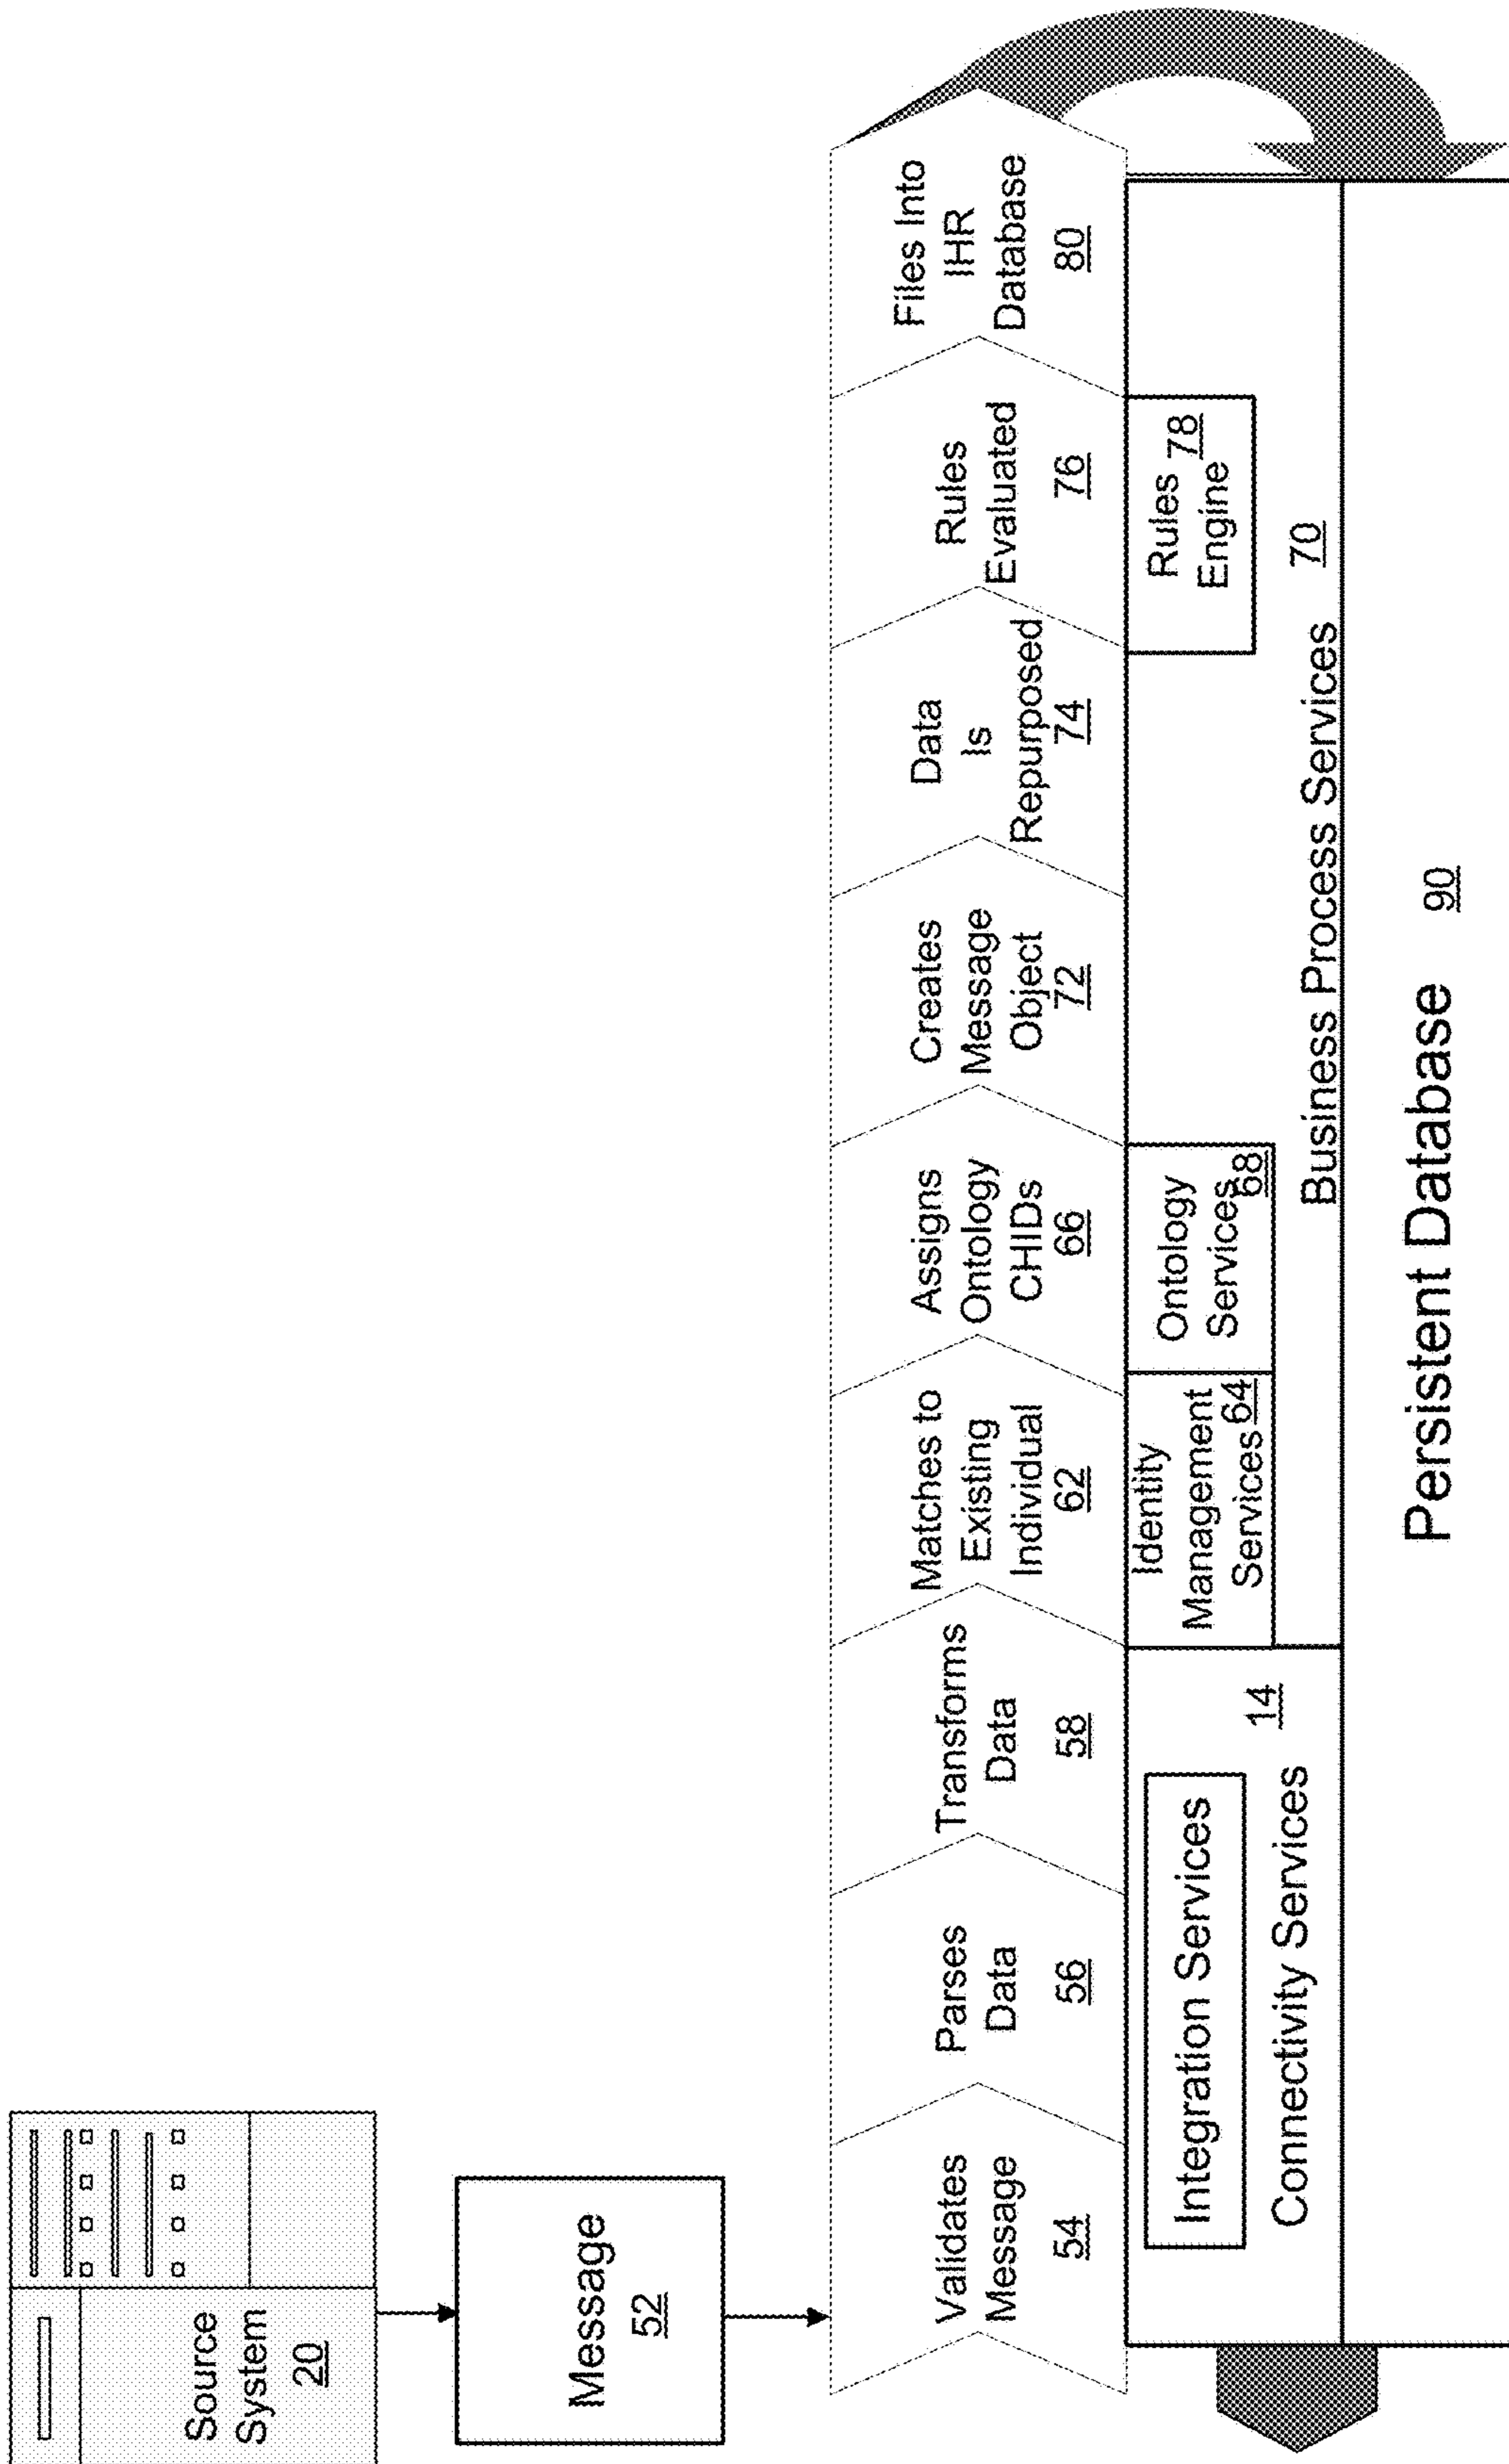 Source
System
20
Message
52
Validates
Message
54
Parses
Data
56
Transforms
Data
58
Matches to
Existing
Individual
62
Assigns
Ontology
CHIDs
66
Creates
Message
Object
72
Data
Is
Repurposed
74
Rules
Evaluated
76
Files Into
IHR
Database
80
Integration Services
14
Connectivity Services
Identity
Management
Services 64
Ontology
Services
68
Rules 78
Engine
Business Process Services 70
Persistent Database 90